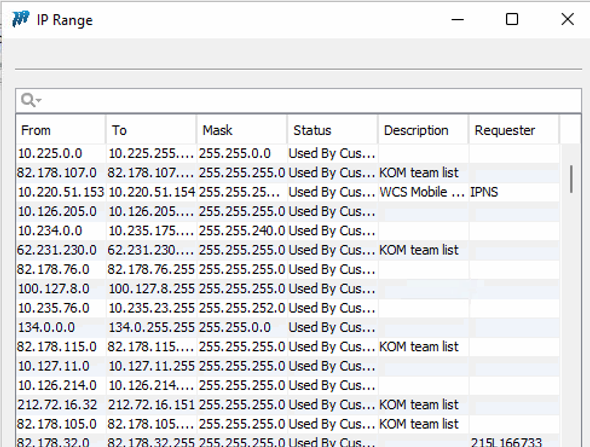 IP Range
From To Mask Status Description Requester
10.225.0.0 10.225.255.... 255.255.0.0 Used By Cus...
82.178.107.0 82.178.107.... 255.255.255.0 Used By Cus... KOM team list
10.220.51.153 10.220.51.154 255.255.25... Used By Cus... WCS Mobile ... IPNS
10.126.205.0 10.126.205.... 255.255.255.0 Used By Cus...
10.234.0.0 10.235.175.... 255.255.240.0 Used By Cus...
62.231.230.0 62.231.230.... 255.255.255.0 Used By Cus... KOM team list
82.178.76.0 82.178.76.255 255.255.255.0 Used By Cus...
100.127.8.0 100.127.8.255 255.255.255.0 Used By Cus...
10.235.76.0 10.235.23.255 255.255.252.0 Used By Cus...
134.0.0.0 134.0.255.255 255.255.0.0 Used By Cus...
82.178.115.0 82.178.115.... 255.255.255.0 Used By Cus... KOM team list
10.127.11.0 10.127.11.255 255.255.255.0 Used By Cus...
10.126.214.0 10.126.214.... 255.255.255.0 Used By Cus...
212.72.16.32 212.72.16.151 255.255.255.0 Used By Cus... KOM team list
82.178.105.0 82.178.105.... 255.255.255.0 Used By Cus... KOM team list
82.178.32.0 82.178.32.255 255.255.255.0 Used By Cus... 215L166733